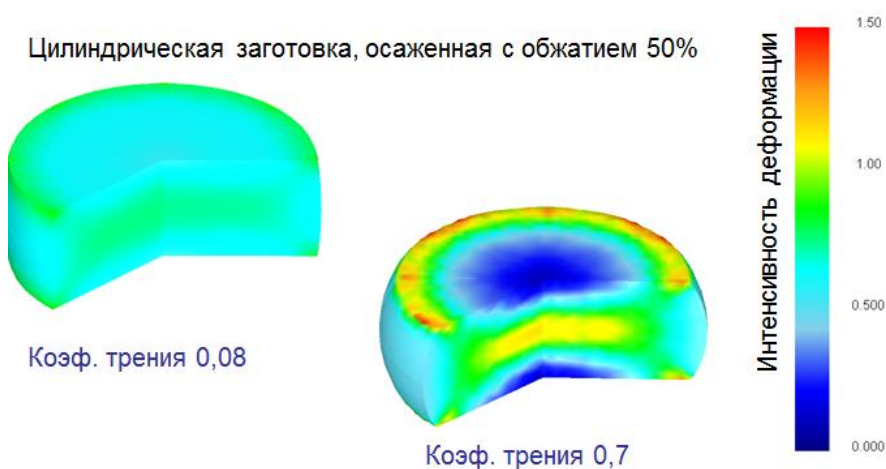 Цилиндрическая заготовка, осаженная с обжатием 50%
Коэф. трения 0,08
Коэф. трения 0,7
Интенсивность деформации
1.50
1.00
0.500
0.000